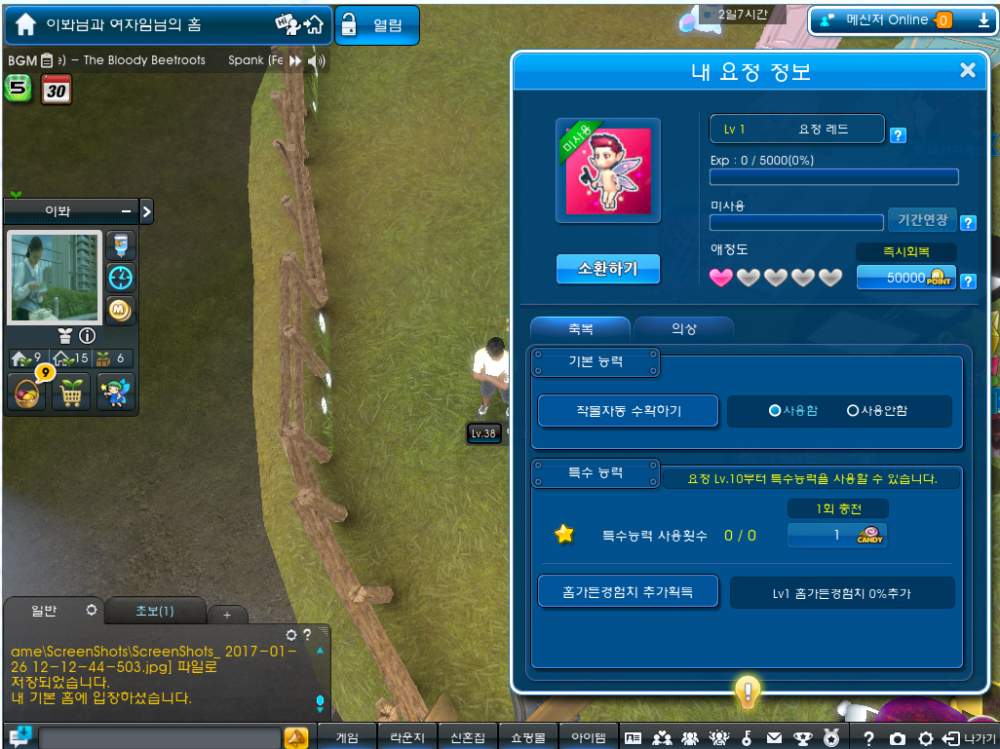 이봐님과 여자임님의 홈
열림
2일7시간
메신저 Online 0
BGM
) - The Bloody Beetroots Spank (Fe
5
30
내 요정 정보
미사용
Lv 1 요정 레드
?
Exp : 0 / 5000(0%)
미사용
기간연장
?
애정도
즉시회복
50000 M POINT
?
소환하기
이봐
M
9 15 6
9
축복
의상
기본 능력
작물자동 수확하기
사용함
사용안함
특수 능력
요정 Lv.10부터 특수능력을 사용할 수 있습니다.
1회 충전
특수능력 사용횟수 0 / 0
1 CANDY
홈가든경험치 추가획득
Lv1 홈가든경험치 0%추가
Lv.38
일반
초보(1)
+
?
ame\ScreenShots\ScreenShots_ 2017-01-
26 12-12-44-503.jpg] 파일로
저장되었습니다.
내 기본 홈에 입장하셨습니다.
게임
라운지
신혼집
쇼핑몰
아이템
?
나가기